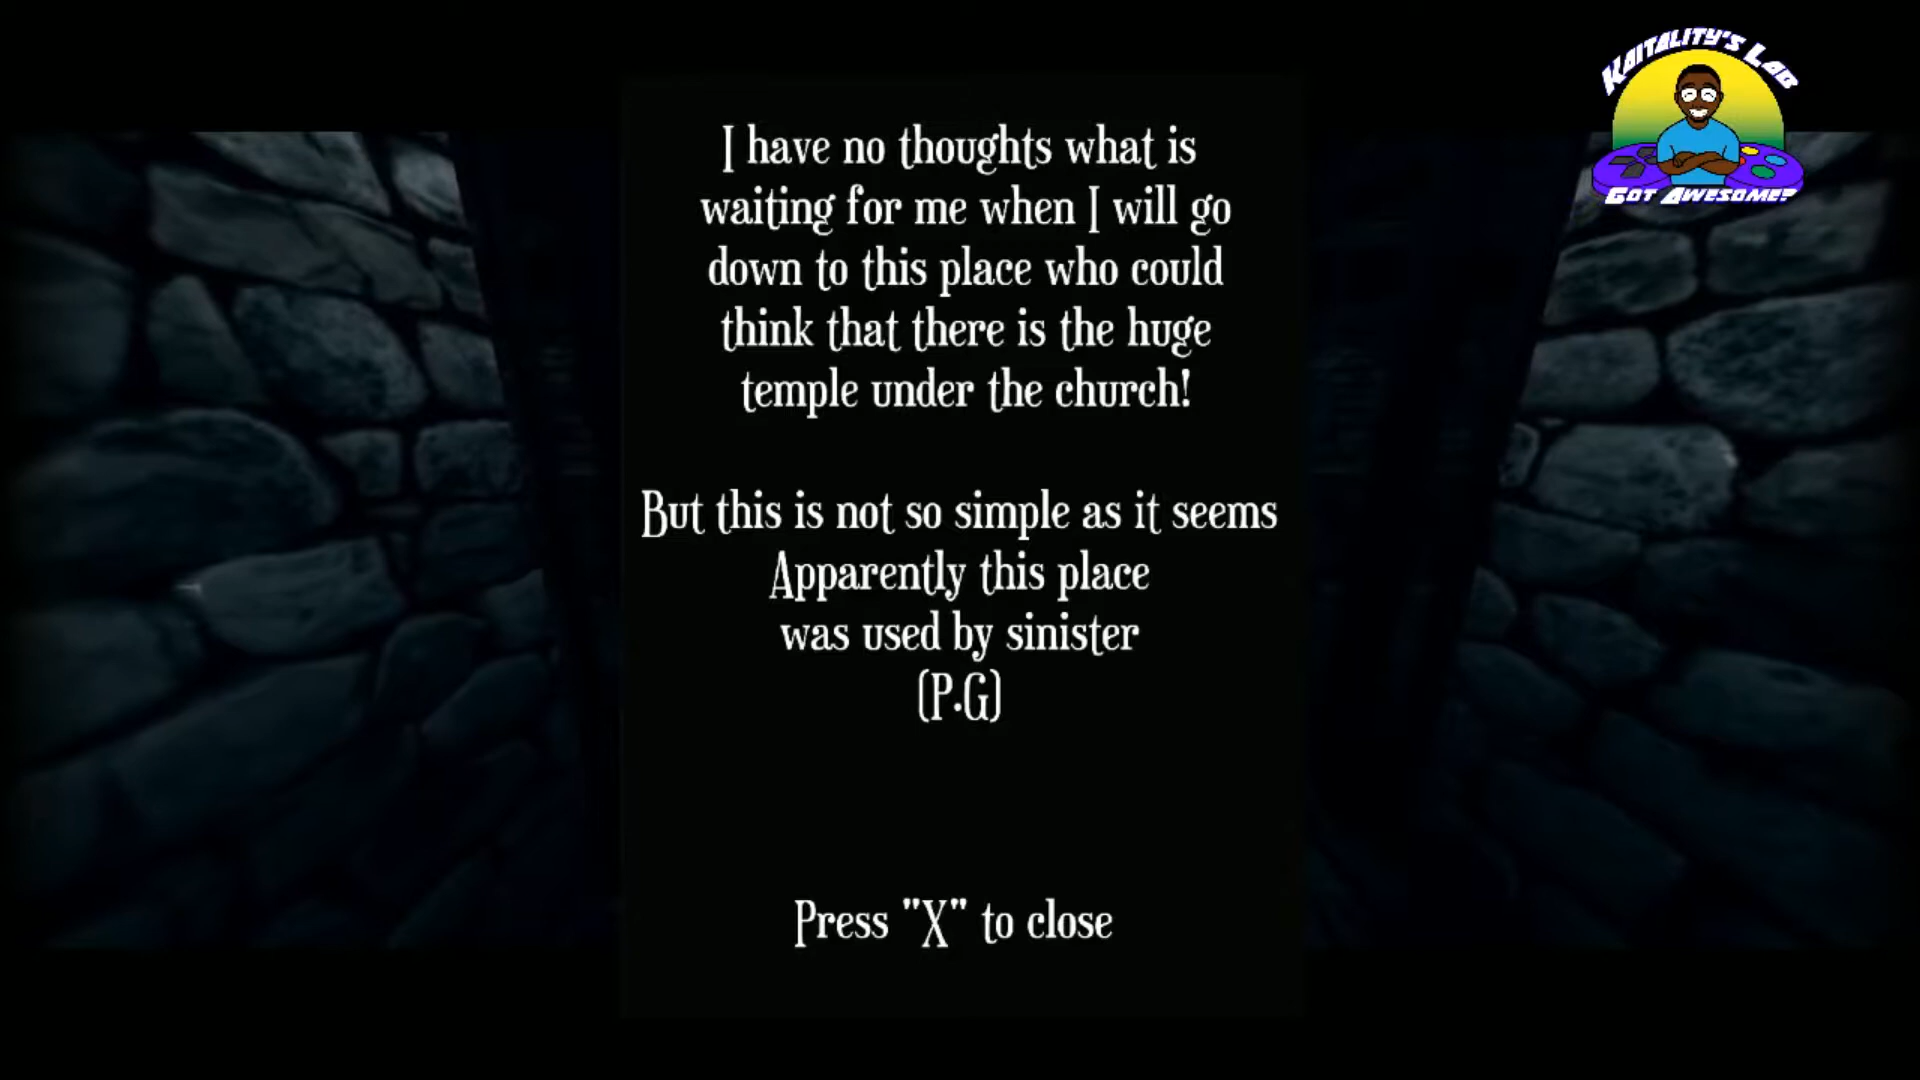 KAITALITY'S LAB
GOT AWESOME?
I have no thoughts what is
waiting for me when I will go
down to this place who could
think that there is the huge
temple under the church!
But this is not so simple as it seems
Apparently this place
was used by sinister
(P.G)
Press "X" to close